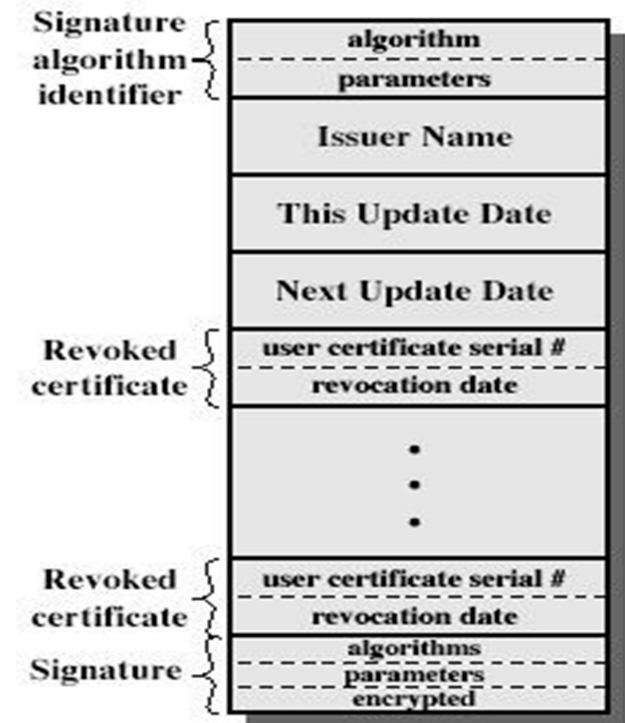 Signature
algorithm
identifier
algorithm
parameters
Issuer Name
This Update Date
Next Update Date
Revoked
certificate
user certificate serial #
revocation date
Revoked
certificate
user certificate serial #
revocation date
Signature
algorithms
parameters
encrypted